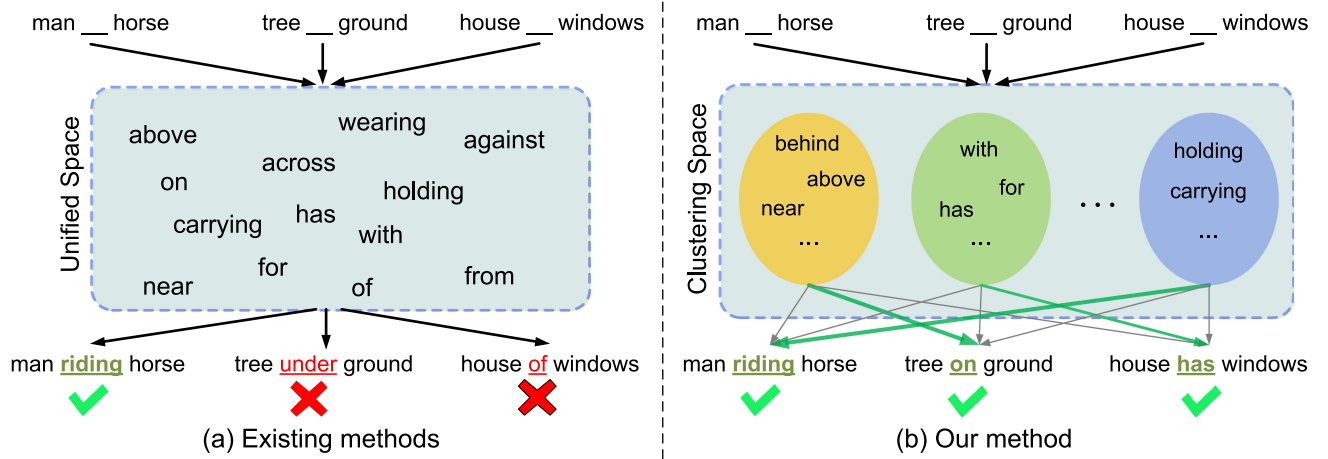 man __ horse
tree __ ground
house __ windows
Unified Space
above
wearing
against
across
on
holding
carrying
has
with
for
near
of
from
man riding horse
tree under ground
house of windows
(a) Existing methods
man __ horse
tree __ ground
house __ windows
Clustering Space
behind
above
near
...
with
for
has
...
...
holding
carrying
...
man riding horse
tree on ground
house has windows
(b) Our method